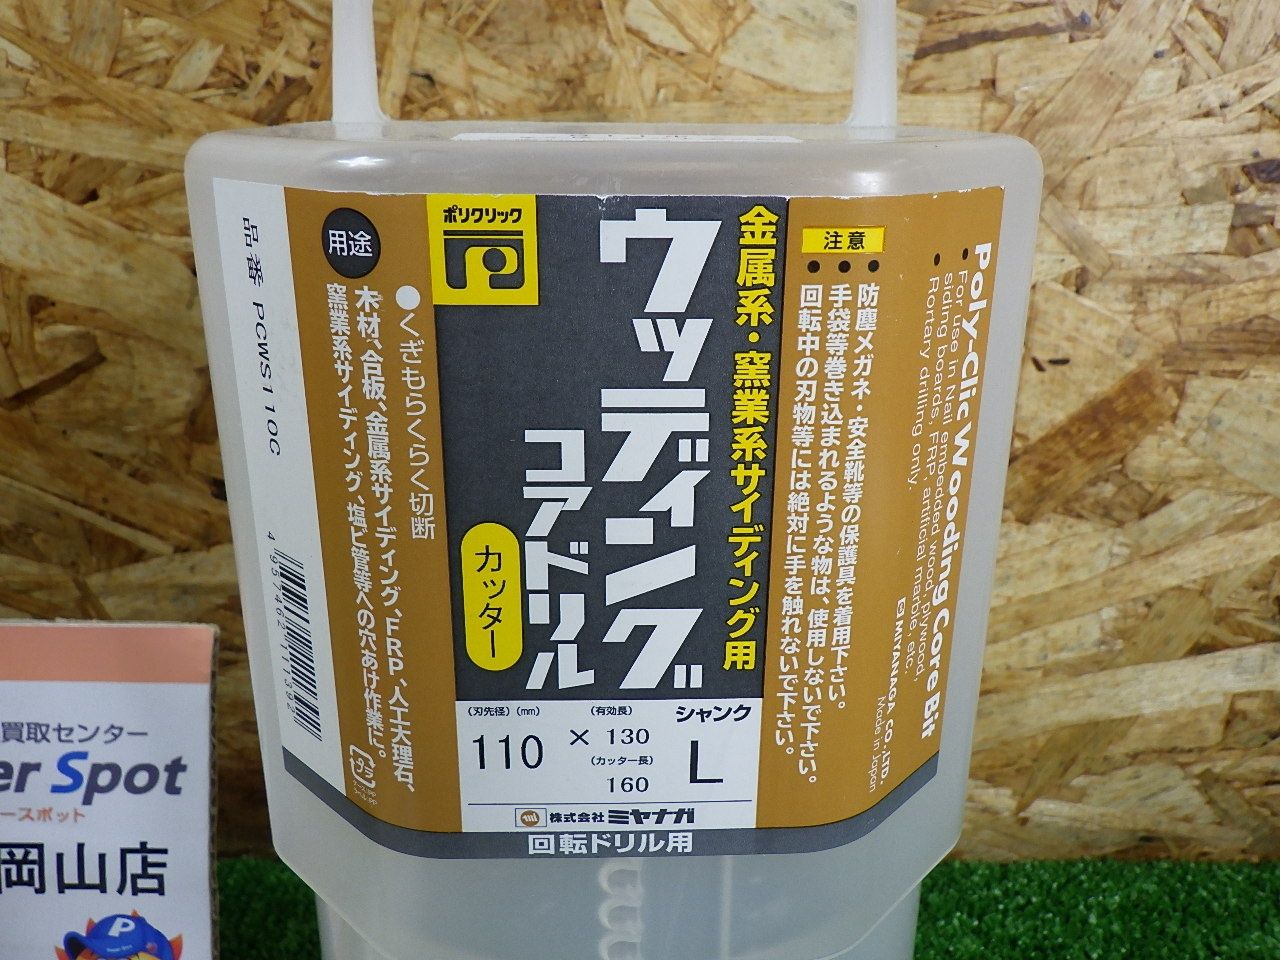 品番 PCWS110C
4 957462 111392
用途
●くぎもらくらく切断
木材、合板、金属系サイディング、FRP、人工大理石、
窯業系サイディング、塩ビ管等への穴あけ作業に。
ポリクリック
金属系・窯業系サイディング用
ウッディング
コアドリル
カッター
(刃先径)(mm)
110
×
(有効長)
130
(カッター長)
160
シャンク
L
株式会社 ミヤナガ
回転ドリル用
注意
●防塵メガネ・安全靴等の保護具を着用下さい。
●手袋等巻き込まれるような物は、使用しないで下さい。
●回転中の刃物等には絶対に手を触れないで下さい。
Poly-Clic Wooding Core Bit
• For use in Nail embedded wood, plywood,
siding boards, FRP, artificial marble, etc.
• Rortary drilling only.
MIYANAGA CO.,LTD.
Made in Japan
買取センター
er Spot
ースポット
岡山店
P